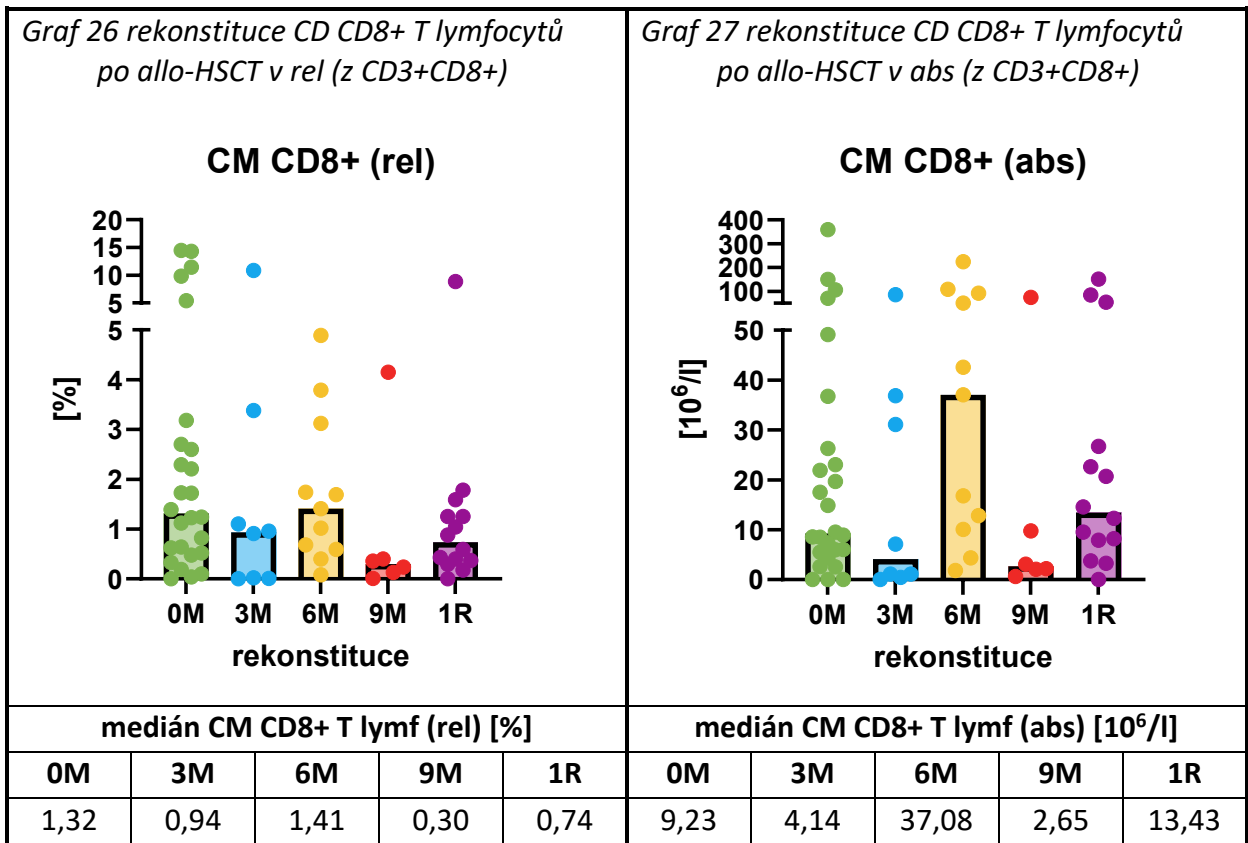 Graf 26 rekonstituce CD CD8+ T lymfocytů
po allo-HSCT v rel (z CD3+CD8+)
CM CD8+ (rel)
20
15
10
5
5
4
3
2
1
0
[%]
0M 3M 6M 9M 1R
rekonstituce
medián CM CD8+ T lymf (rel) [%]
0M 3M 6M 9M 1R
1,32 0,94 1,41 0,30 0,74
Graf 27 rekonstituce CD CD8+ T lymfocytů
po allo-HSCT v abs (z CD3+CD8+)
CM CD8+ (abs)
400
300
200
100
50
40
30
20
10
0
[10⁶/l]
0M 3M 6M 9M 1R
rekonstituce
medián CM CD8+ T lymf (abs) [10⁶/l]
0M 3M 6M 9M 1R
9,23 4,14 37,08 2,65 13,43